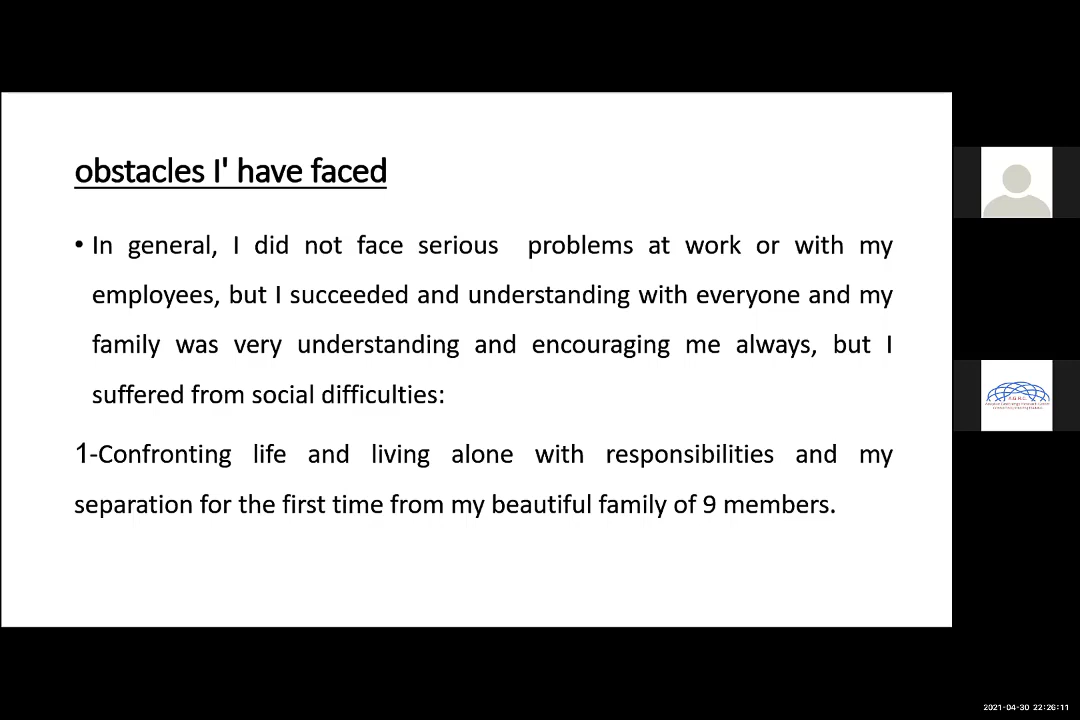 obstacles I' have faced
• In general, I did not face serious problems at work or with my
employees, but I succeeded and understanding with everyone and my
family was very understanding and encouraging me always, but I
suffered from social difficulties:
1-Confronting life and living alone with responsibilities and my
separation for the first time from my beautiful family of 9 members.
2021-04-30 22:26:11